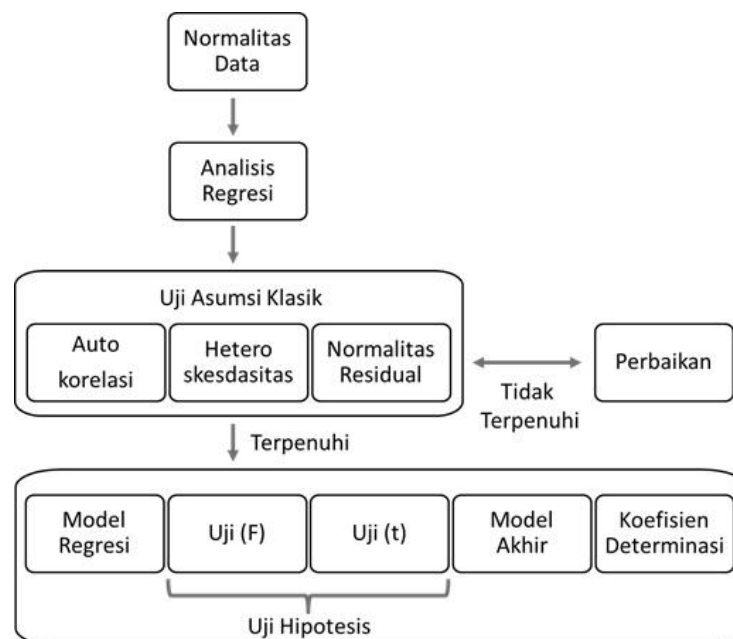 Normalitas
Data
Analisis
Regresi
Uji Asumsi Klasik
Auto
korelasi
Hetero
skesdasitas
Normalitas
Residual
Tidak
Terpenuhi
Perbaikan
Terpenuhi
Model
Regresi
Uji (F)
Uji (t)
Model
Akhir
Koefisien
Determinasi
Uji Hipotesis